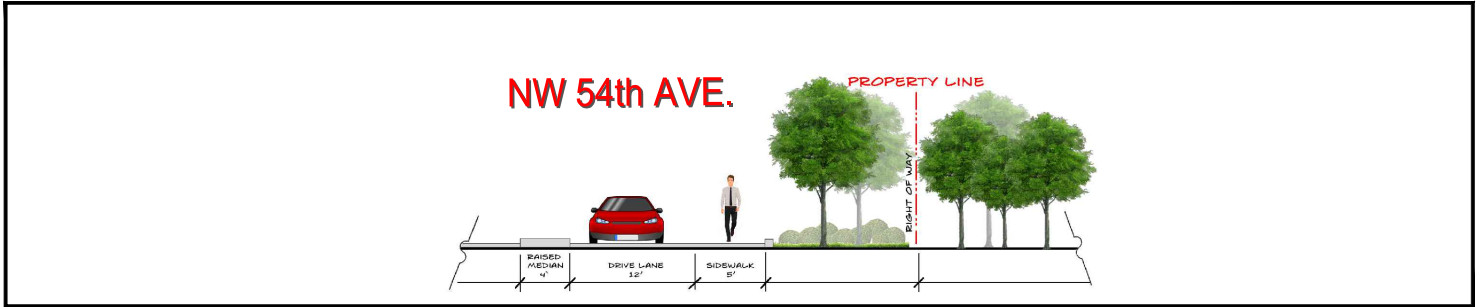 NW 54th AVE.
PROPERTY LINE
RIGHT OF WAY
RAISED
MEDIAN
4'
DRIVE LANE
12'
SIDEWALK
5'